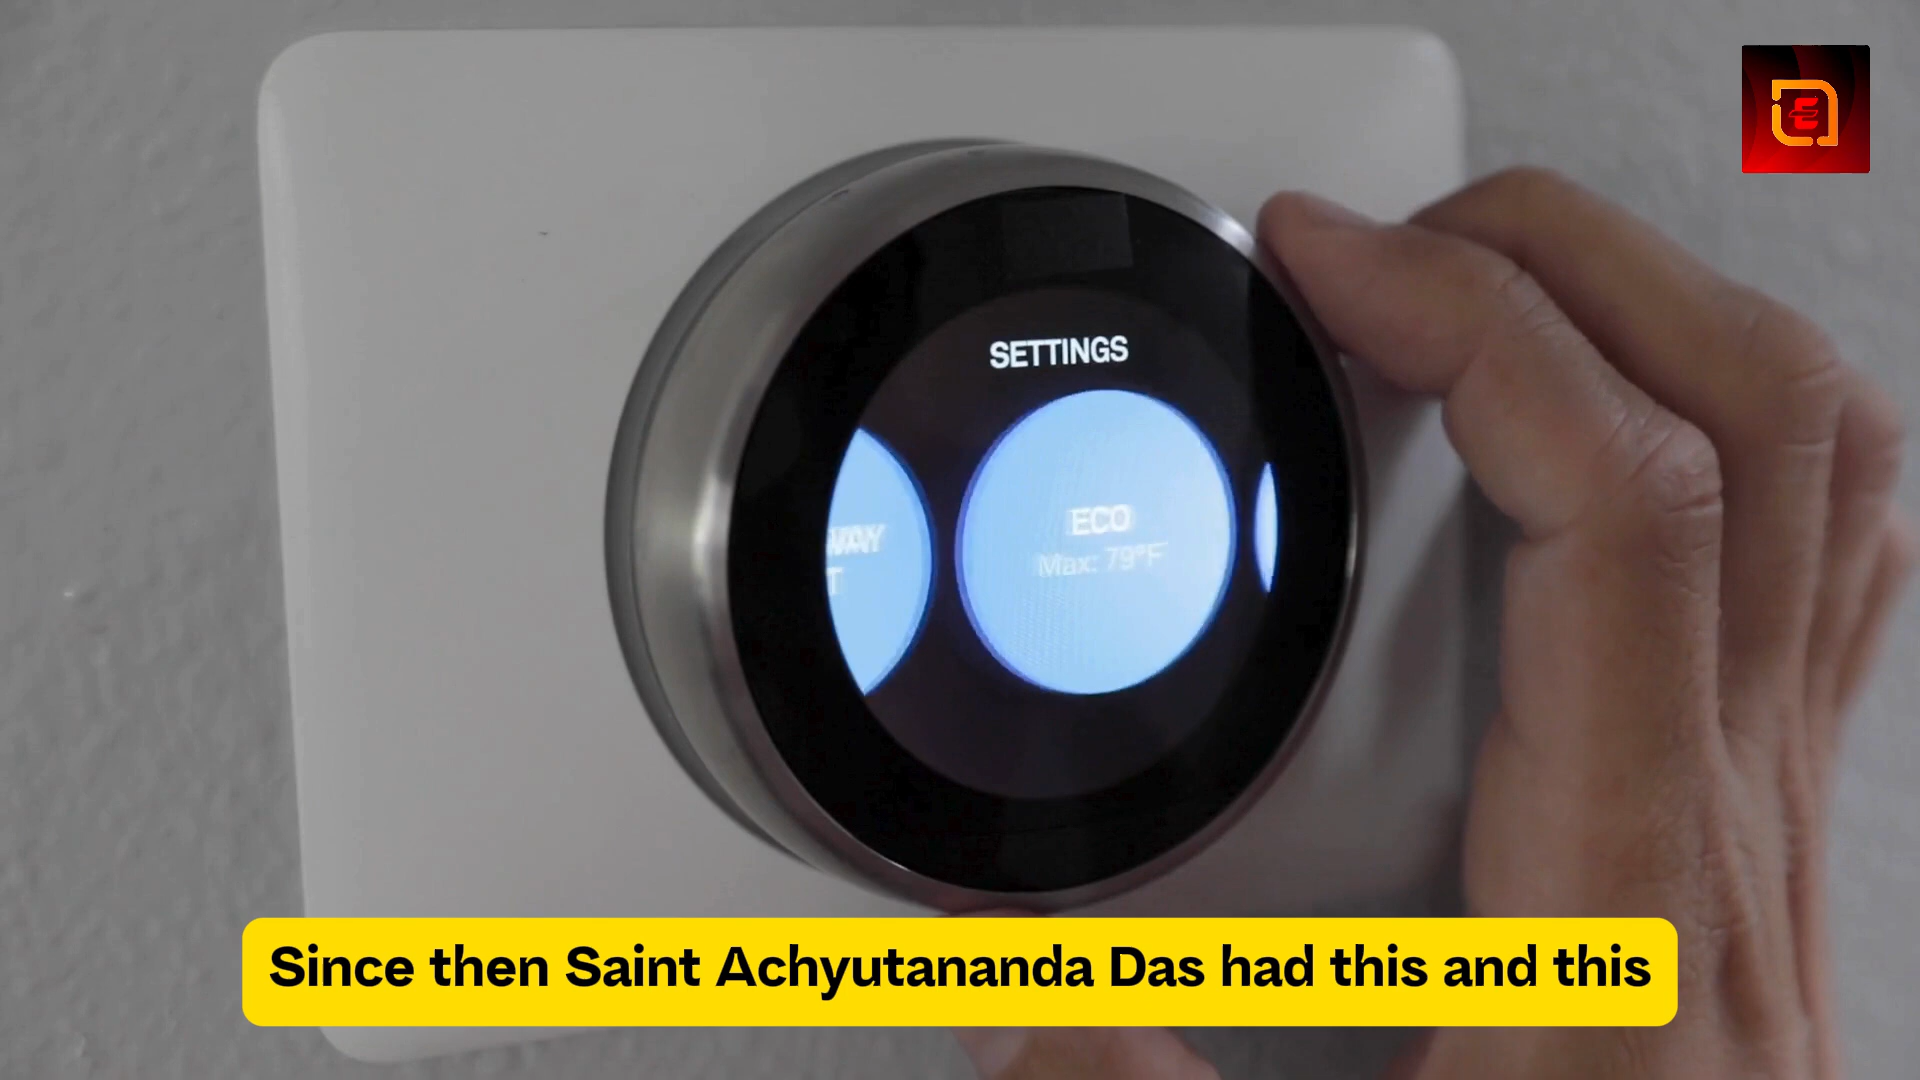 SETTINGS
ECO
Max: 79°F
Since then Saint Achyutananda Das had this and this